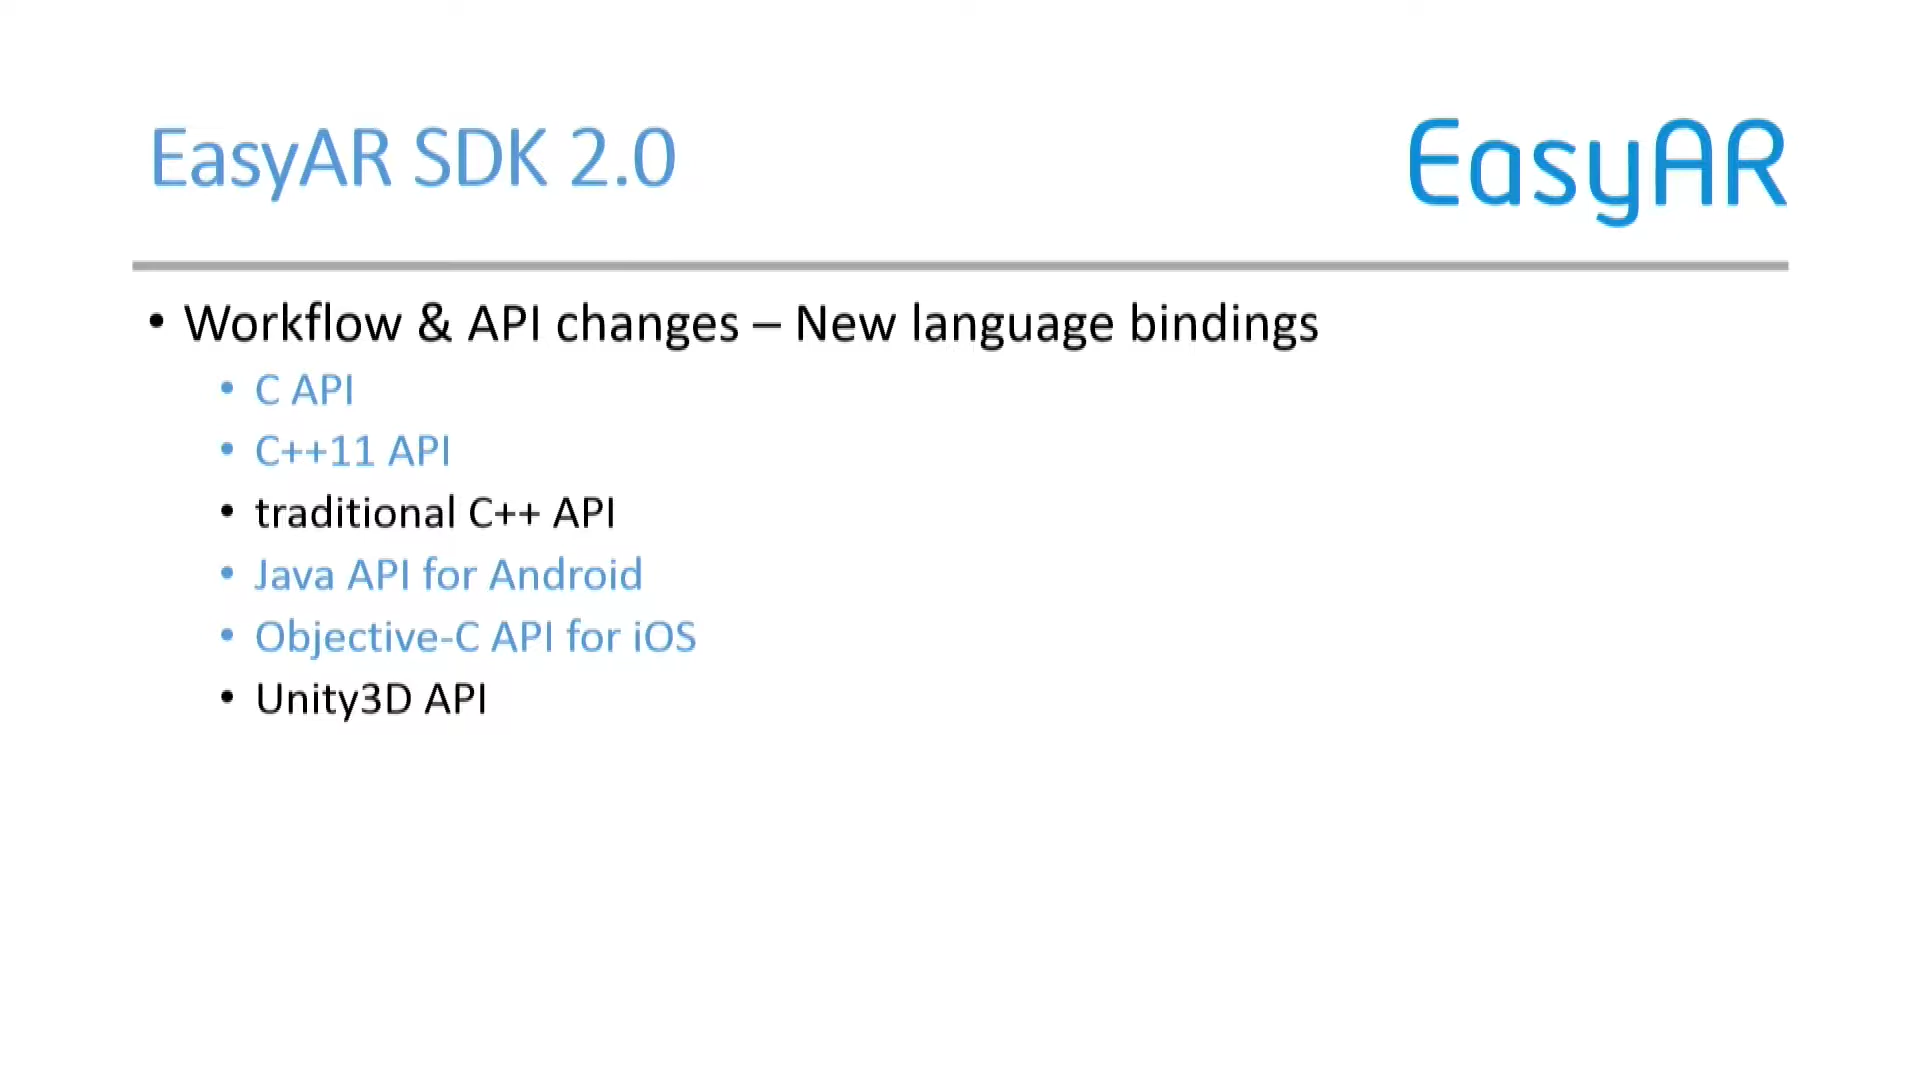 EasyAR SDK 2.0
EasyAR
• Workflow & API changes – New language bindings
• C API
• C++11 API
• traditional C++ API
• Java API for Android
• Objective-C API for iOS
• Unity3D API